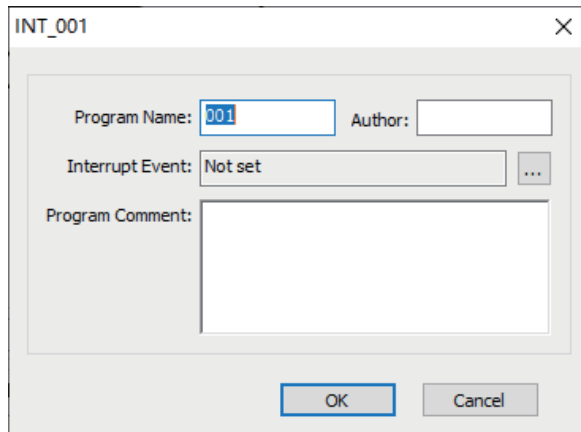 INT_001
Program Name: 001 Author:
Interrupt Event: Not set ...
Program Comment:
OK Cancel